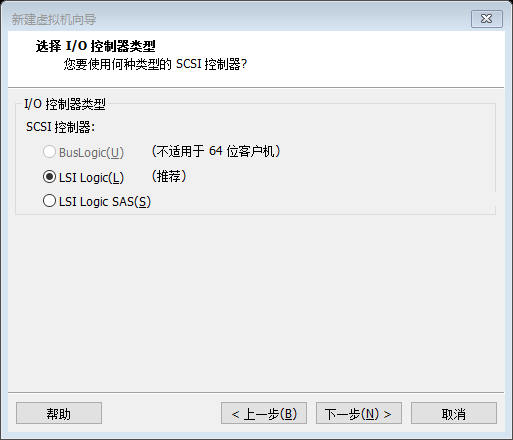 新建虚拟机向导
选择 I/O 控制器类型
您要使用何种类型的 SCSI 控制器?
I/O 控制器类型
SCSI 控制器:
BusLogic(U) (不适用于 64 位客户机)
LSI Logic(L) (推荐)
LSI Logic SAS(S)
帮助 < 上一步(B) 下一步(N) > 取消